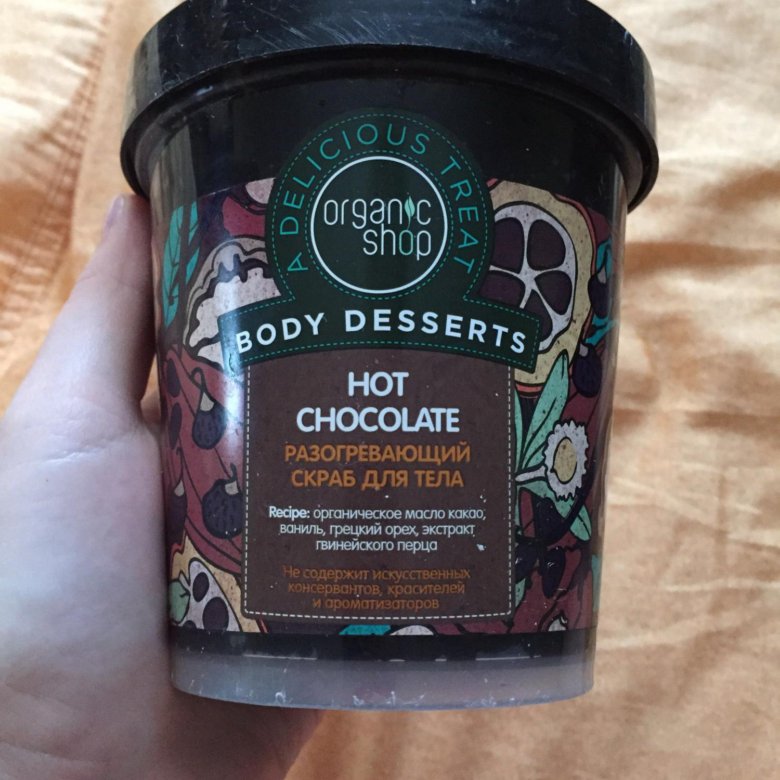 A DELICIOUS TREAT
organic
shop
BODY DESSERTS
HOT
CHOCOLATE
РАЗОГРЕВАЮЩИЙ
СКРАБ ДЛЯ ТЕЛА
Recipe: органическое масло какао,
ваниль, грецкий орех, экстракт
гвинейского перца
Не содержит искусственных
консервантов, красителей
и ароматизаторов